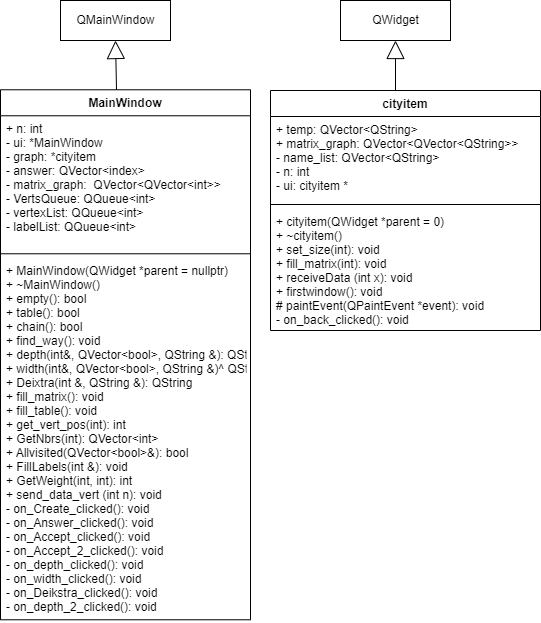 QMainWindow
MainWindow
+ n: int
- ui: *MainWindow
- graph: *cityitem
- answer: QVector<index>
- matrix_graph:  QVector<QVector<int>>
- VertsQueue: QQueue<int>
- vertexList: QQueue<int>
- labelList: QQueue<int>
+ MainWindow(QWidget *parent = nullptr)
+ ~MainWindow()
+ empty(): bool
+ table(): bool
+ chain(): bool
+ find_way(): void
+ depth(int&, QVector<bool>, QString &): QSt
+ width(int&, QVector<bool>, QString &)^ QSt
+ Deixtra(int &, QString &): QString
+ fill_matrix(): void
+ fill_table(): void
+ get_vert_pos(int): int
+ GetNbrs(int): QVector<int>
+ Allvisited(QVector<bool>&): bool
+ FillLabels(int &): void
+ GetWeight(int, int): int
+ send_data_vert (int n): void
- on_Create_clicked(): void
- on_Answer_clicked(): void
- on_Accept_clicked(): void
- on_Accept_2_clicked(): void
- on_depth_clicked(): void
- on_width_clicked(): void
- on_Deikstra_clicked(): void
- on_depth_2_clicked(): void
QWidget
cityitem
+ temp: QVector<QString>
+ matrix_graph: QVector<QVector<QString>>
- name_list: QVector<QString>
- n: int
- ui: cityitem *
+ cityitem(QWidget *parent = 0)
+ ~cityitem()
+ set_size(int): void
+ fill_matrix(int): void
+ receiveData (int x): void
+ firstwindow(): void
# paintEvent(QPaintEvent *event): void
- on_back_clicked(): void